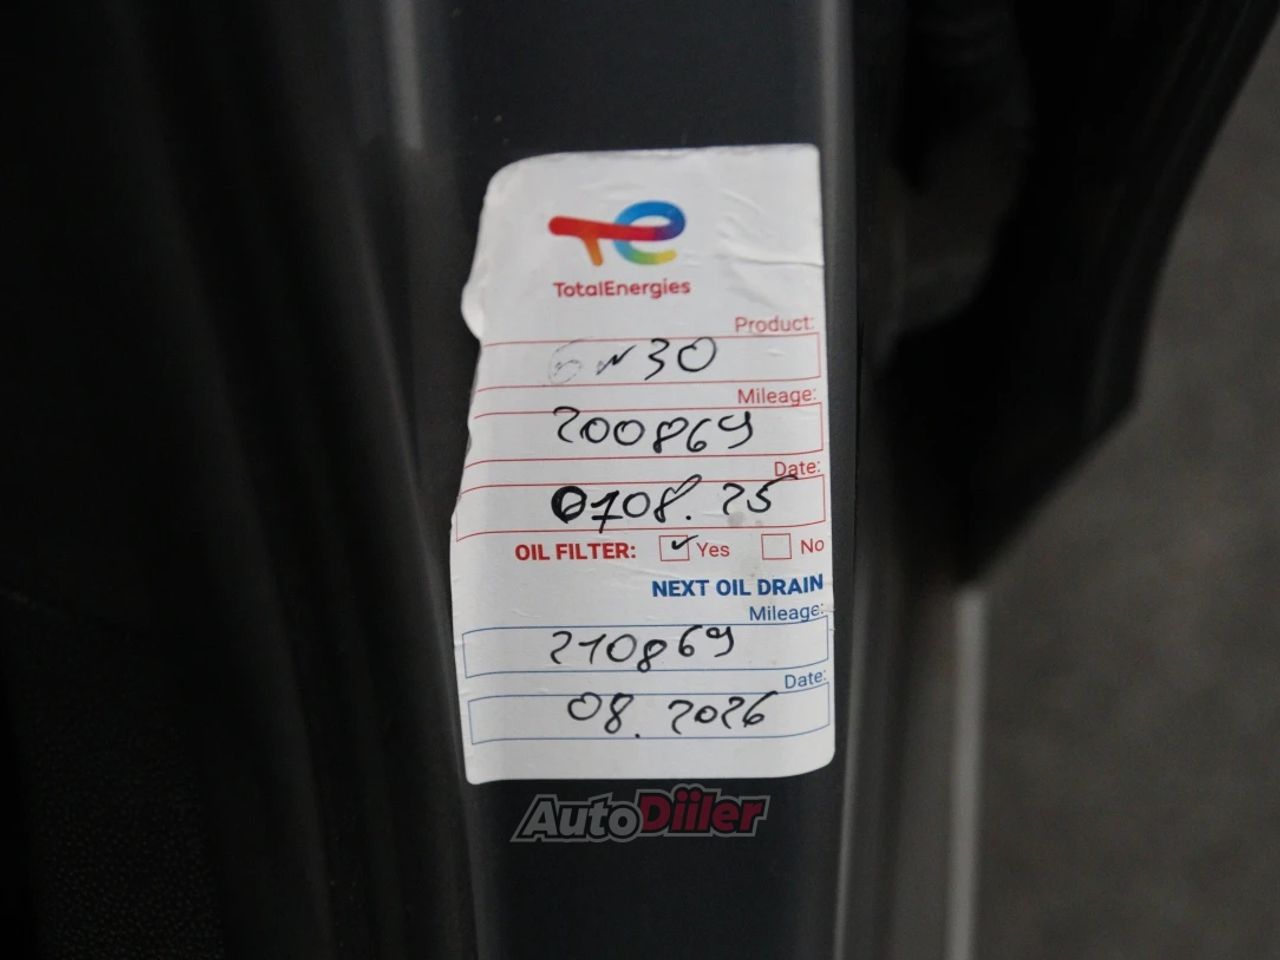 TotalEnergies
Product:
W30
Mileage:
200869
Date:
0708.25
OIL FILTER: ✓ Yes No
NEXT OIL DRAIN
Mileage:
210869
Date:
08.2026
AutoDiiler